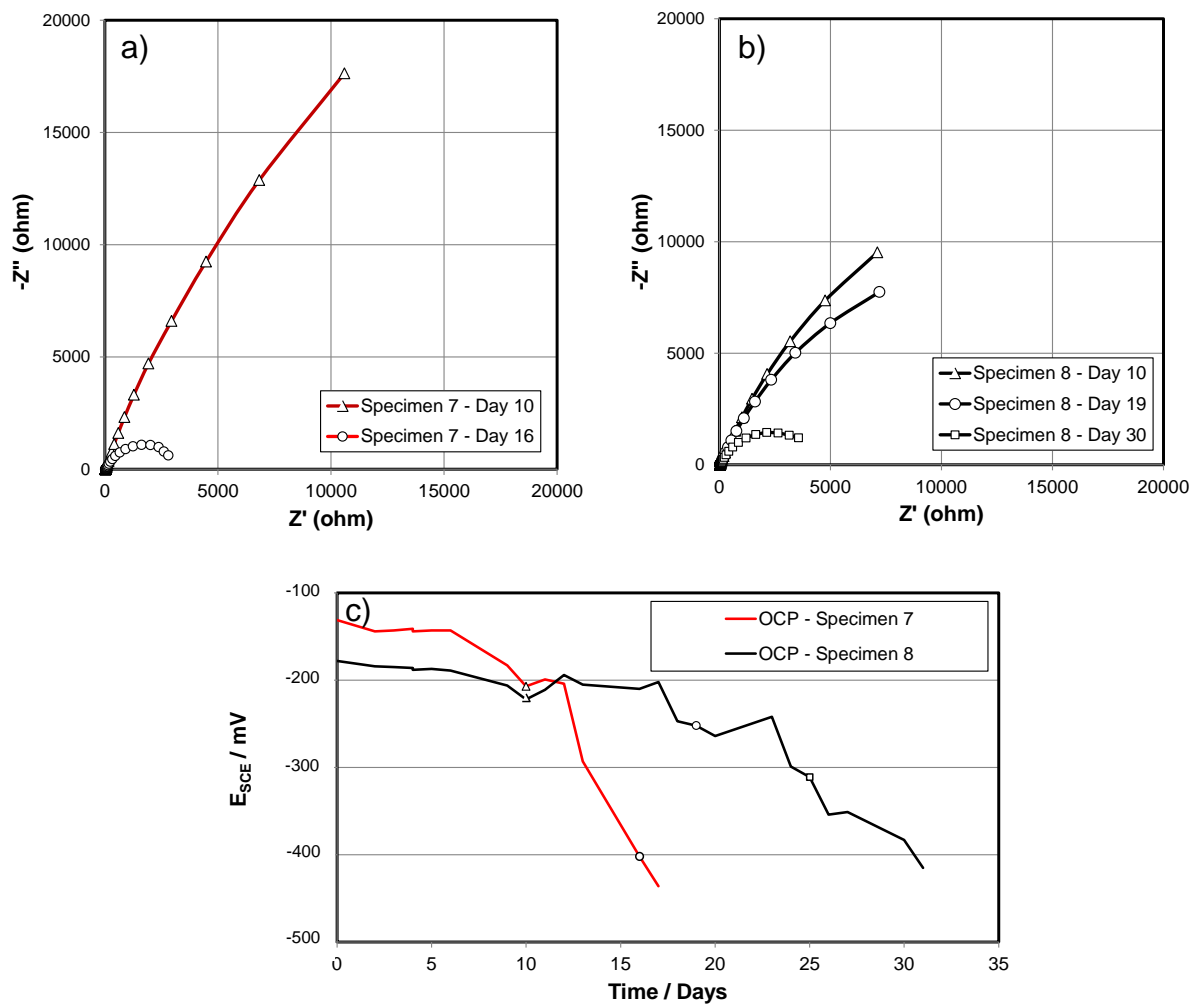 a)
20000
15000
10000
5000
0
-Z" (ohm)
Specimen 7 - Day 10
Specimen 7 - Day 16
0 5000 10000 15000 20000
Z' (ohm)
b)
20000
15000
10000
5000
0
-Z" (ohm)
Specimen 8 - Day 10
Specimen 8 - Day 19
Specimen 8 - Day 30
0 5000 10000 15000 20000
Z' (ohm)
c)
-100
-200
-300
-400
-500
E_SCE / mV
OCP - Specimen 7
OCP - Specimen 8
0 5 10 15 20 25 30 35
Time / Days